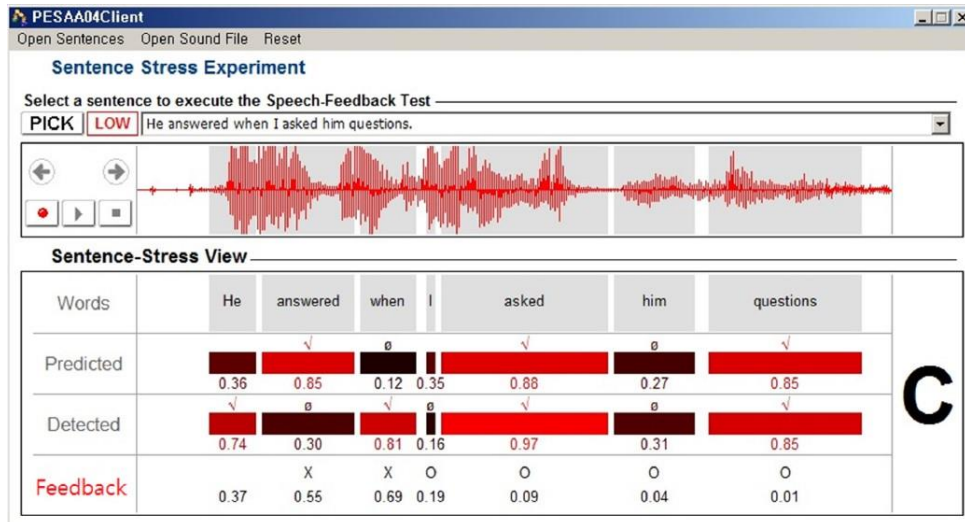 PESAA04Client
Open Sentences Open Sound File Reset
Sentence Stress Experiment
Select a sentence to execute the Speech-Feedback Test
PICK LOW He answered when I asked him questions.
Sentence-Stress View
Words He answered when I asked him questions
√ ø √ ø √
Predicted
0.36 0.85 0.12 0.35 0.88 0.27 0.85
√ ø √ ø √ ø √
Detected
0.74 0.30 0.81 0.16 0.97 0.31 0.85
X X O O O O
Feedback
0.37 0.55 0.69 0.19 0.09 0.04 0.01
C